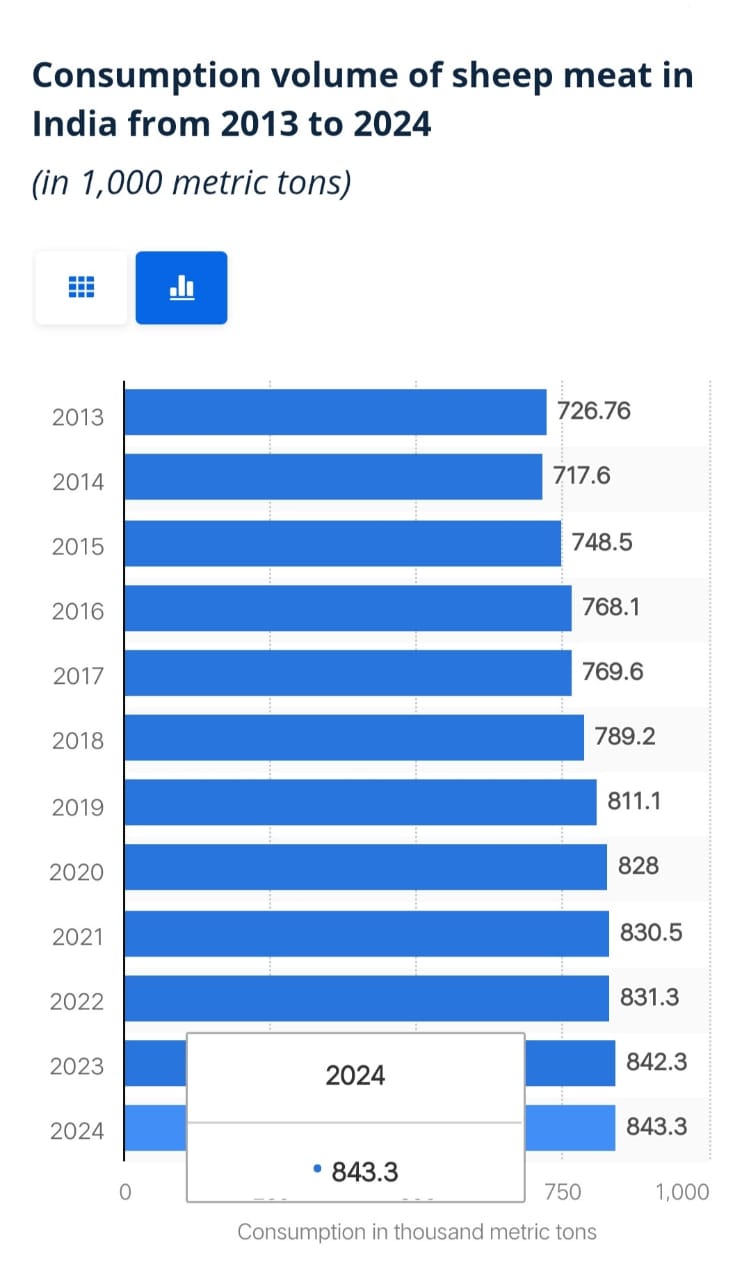 Consumption volume of sheep meat in
India from 2013 to 2024
(in 1,000 metric tons)
2013 726.76
2014 717.6
2015 748.5
2016 768.1
2017 769.6
2018 789.2
2019 811.1
2020 828
2021 830.5
2022 831.3
2023 842.3
2024
2024 843.3
843.3
0 750 1,000
Consumption in thousand metric tons